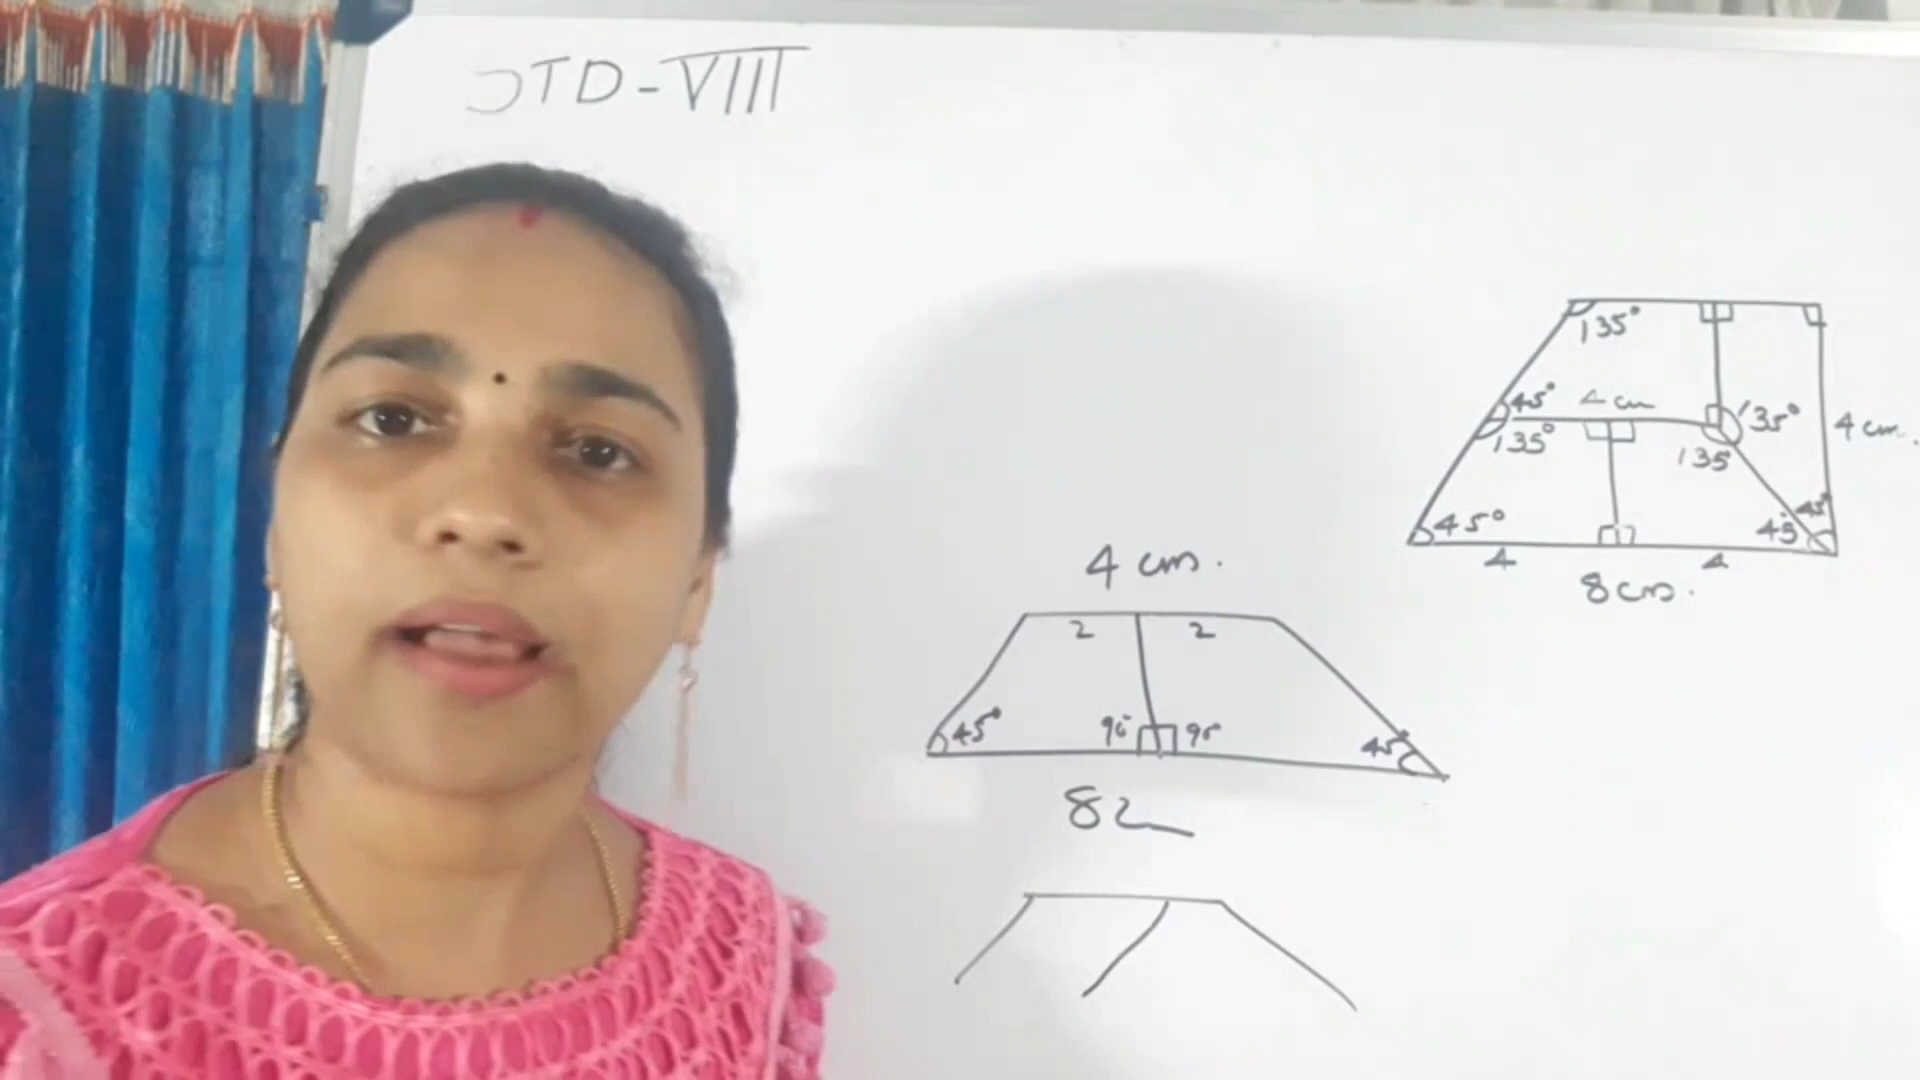 STD-VIII
135°
45° 4 cm 135° 4 cm.
135° 135
45° 45 45°
4 4
8 cm.
4 cm.
2 2
45° 90° 90° 45°
8